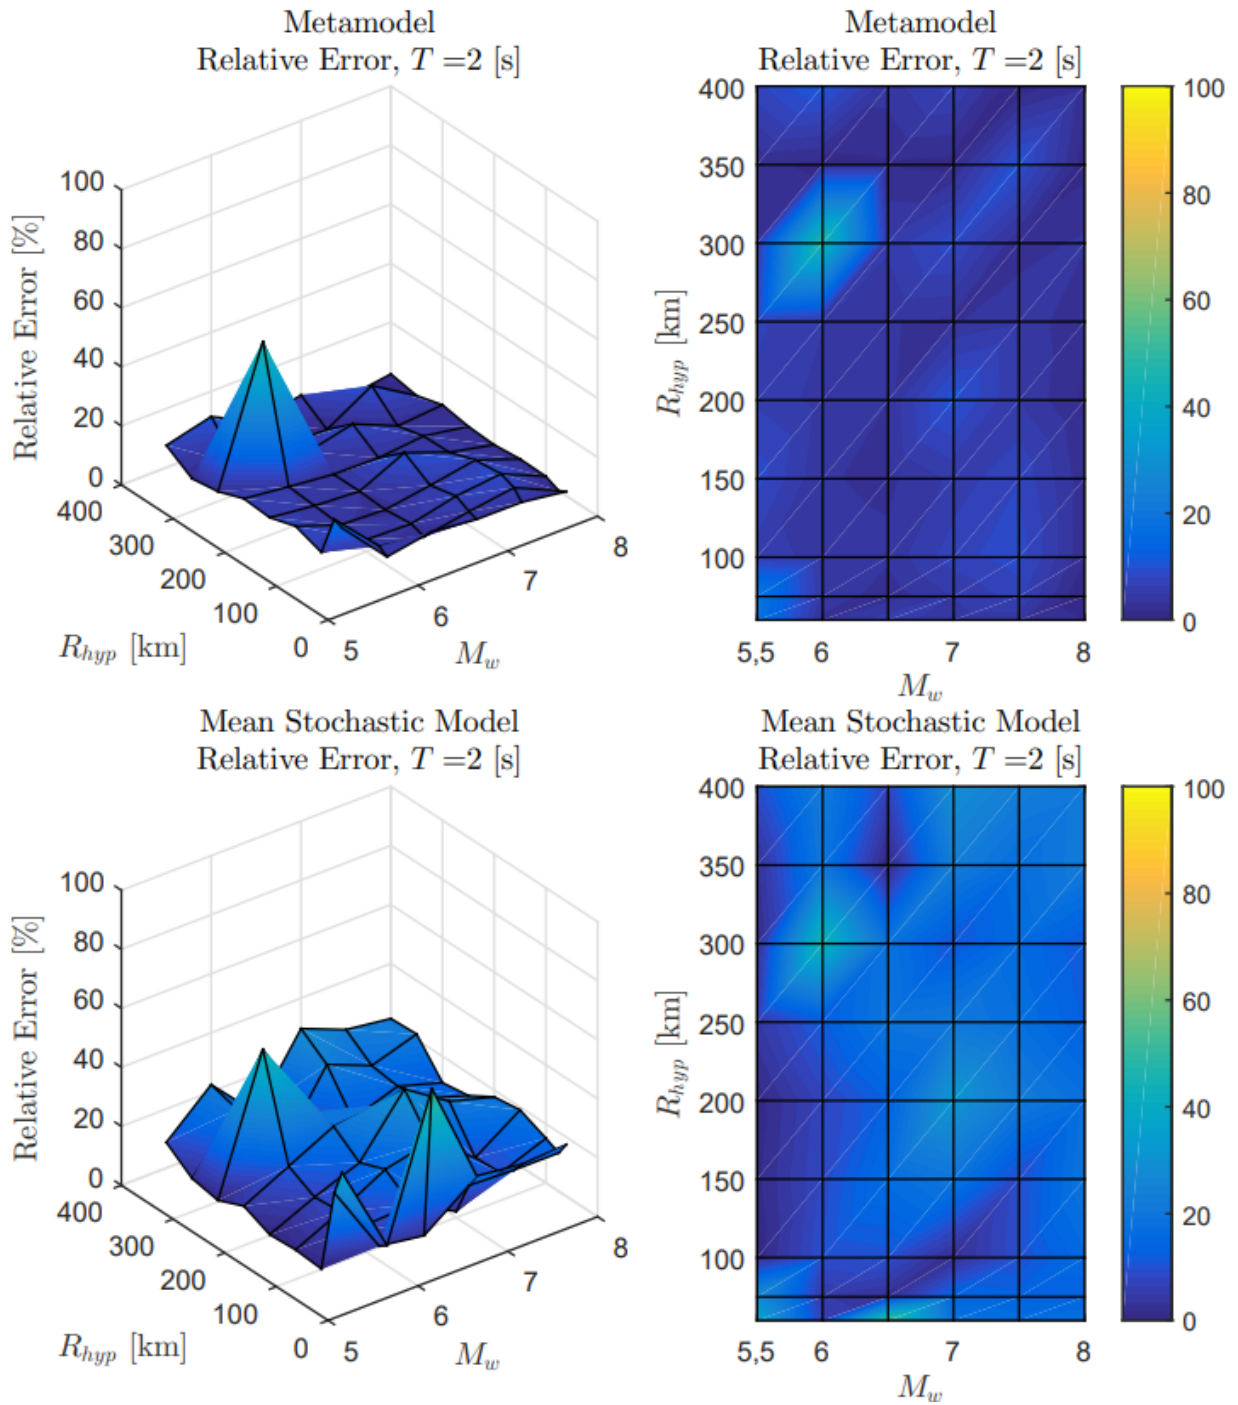 Metamodel
Relative Error, T =2 [s]
100
80
60
40
20
0
Relative Error [%]
400
300
200
100
0
R_hyp [km]
5
6
7
8
M_w
Metamodel
Relative Error, T =2 [s]
400
350
300
250
200
150
100
R_hyp [km]
5,5 6 7 8
M_w
100
80
60
40
20
0
Mean Stochastic Model
Relative Error, T =2 [s]
100
80
60
40
20
0
Relative Error [%]
400
300
200
100
0
R_hyp [km]
5
6
7
8
M_w
Mean Stochastic Model
Relative Error, T =2 [s]
400
350
300
250
200
150
100
R_hyp [km]
5,5 6 7 8
M_w
100
80
60
40
20
0